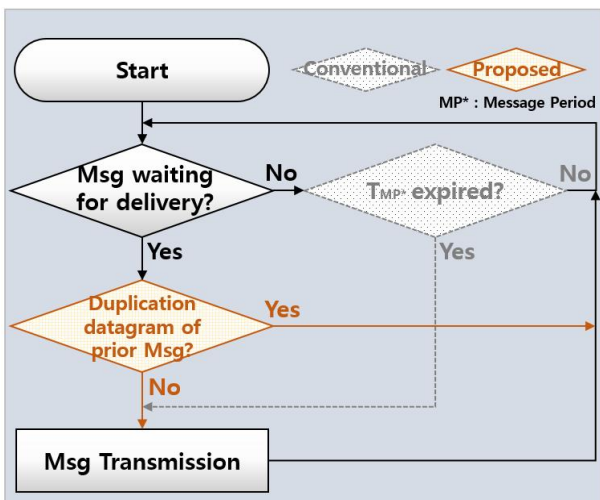 Start
Conventional
Proposed
MP* : Message Period
Msg waiting
for delivery?
No
TMP* expired?
No
Yes
Yes
Duplication
datagram of
prior Msg?
Yes
No
Msg Transmission